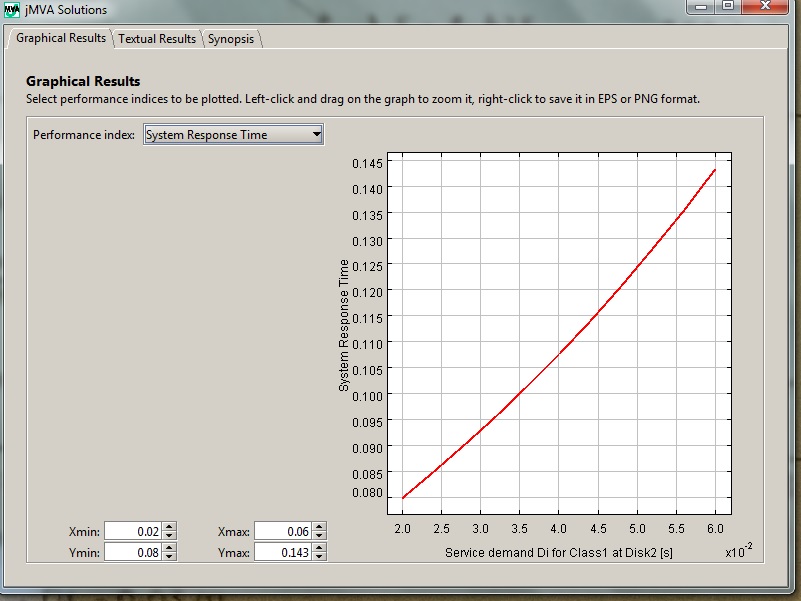 MVA jMVA Solutions
Graphical Results Textual Results Synopsis
Graphical Results
Select performance indices to be plotted. Left-click and drag on the graph to zoom it, right-click to save it in EPS or PNG format.
Performance index: System Response Time
System Response Time
0.145
0.140
0.135
0.130
0.125
0.120
0.115
0.110
0.105
0.100
0.095
0.090
0.085
0.080
2.0 2.5 3.0 3.5 4.0 4.5 5.0 5.5 6.0
Service demand Di for Class1 at Disk2 [s] x10-2
Xmin: 0.02 Xmax: 0.06
Ymin: 0.08 Ymax: 0.143